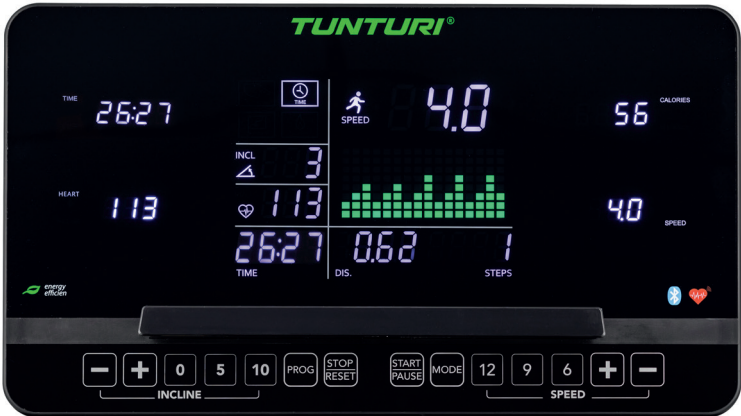 TUNTURI®
TIME 26:27
TIME
SPEED 4.0
56 CALORIES
INCL 3
HEART 113
113
4.0 SPEED
26:27 TIME
0.62 DIS.
1 STEPS
energy
efficien
− + 0 5 10 PROG STOP RESET START PAUSE MODE 12 9 6 + −
INCLINE SPEED